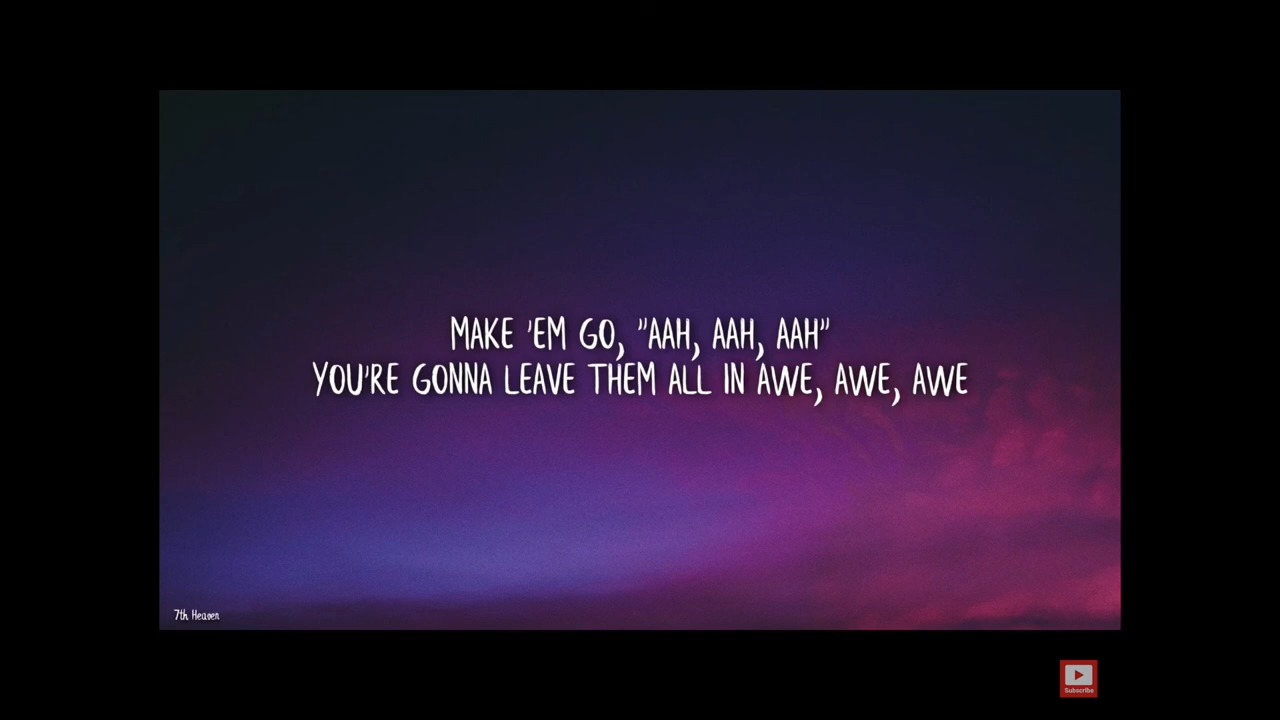 MAKE 'EM GO, "AAH, AAH, AAH"
YOU'RE GONNA LEAVE THEM ALL IN AWE, AWE, AWE
7th Heaven
Subscribe